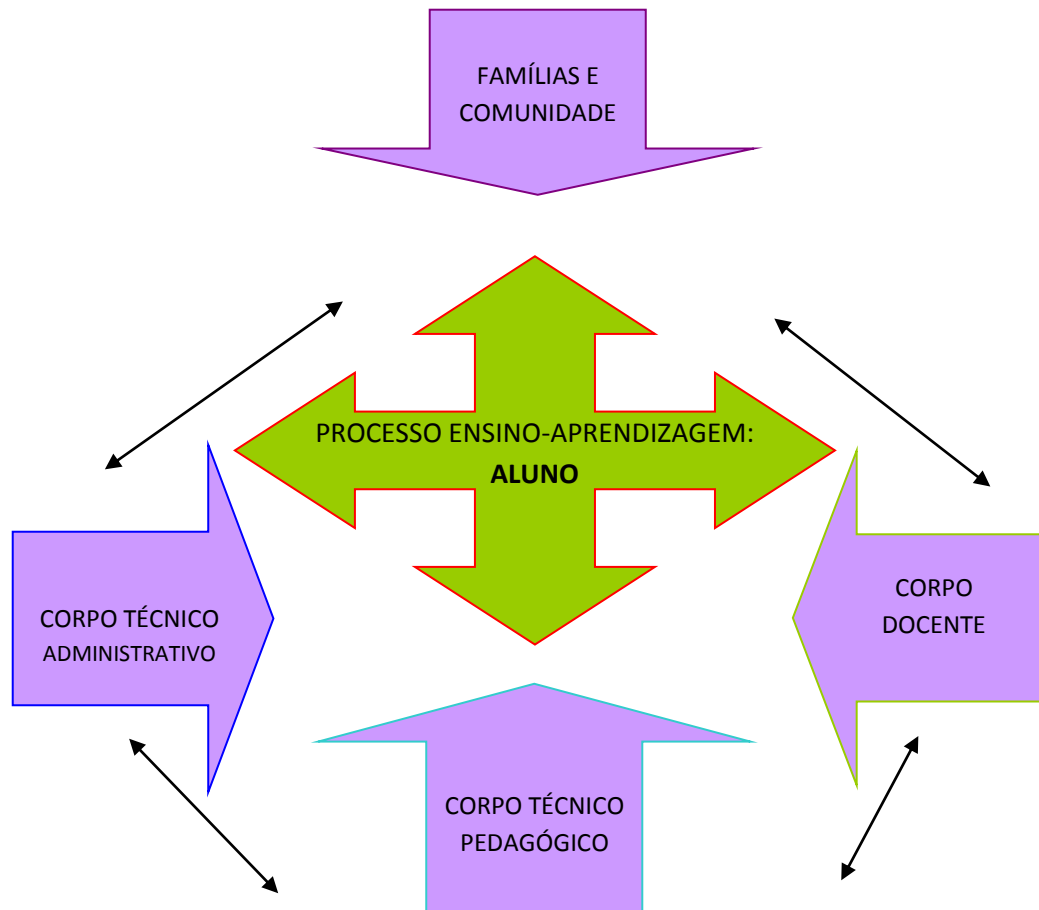 FAMÍLIAS E
COMUNIDADE
PROCESSO ENSINO-APRENDIZAGEM:
ALUNO
CORPO TÉCNICO
ADMINISTRATIVO
CORPO
DOCENTE
CORPO TÉCNICO
PEDAGÓGICO